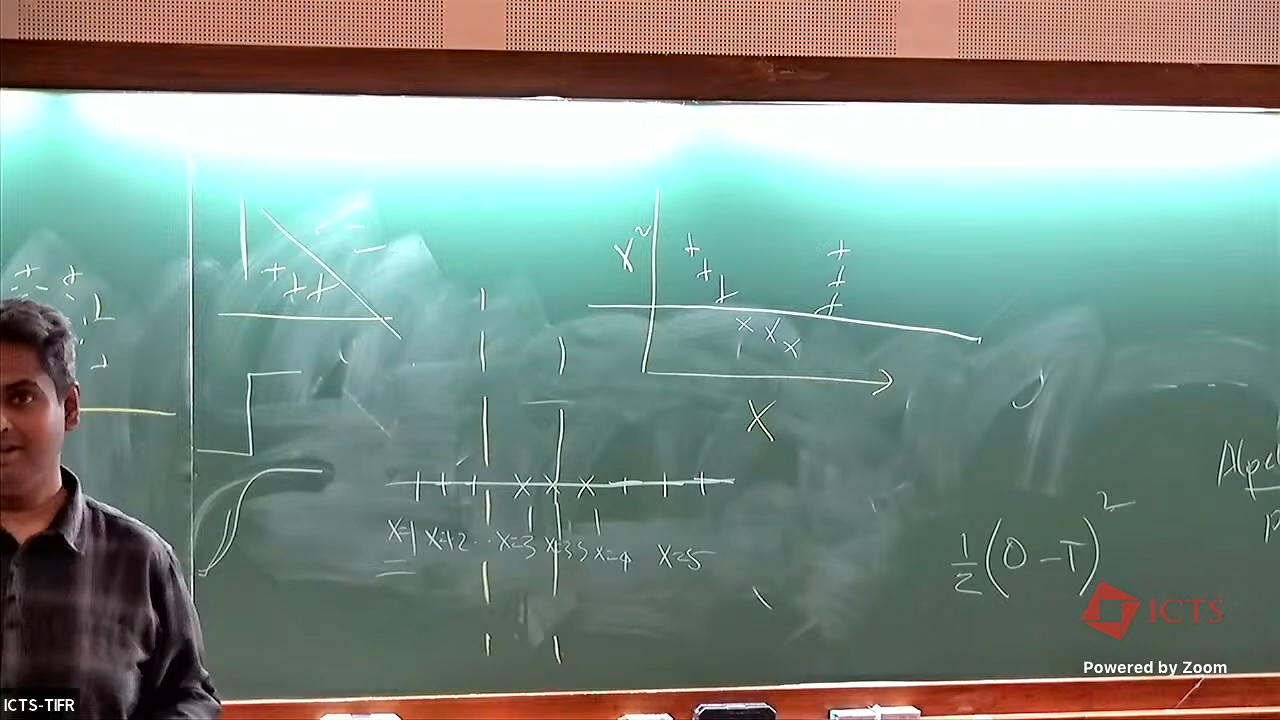 X²
X
y
X=1 X=2 .. X=3 X=3.5 X=4 X=5
½(O-T)²
ICTS
Powered by Zoom
ICTS-TIFR